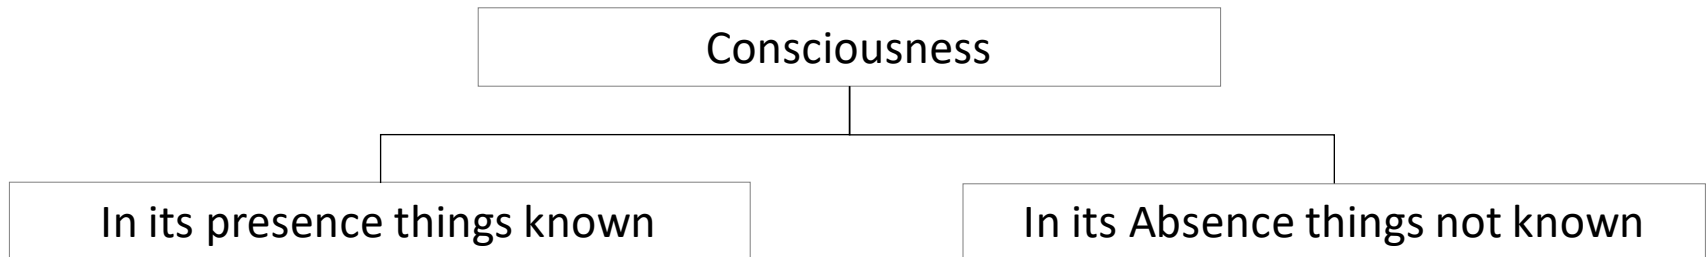 Consciousness
In its presence things known
In its Absence things not known